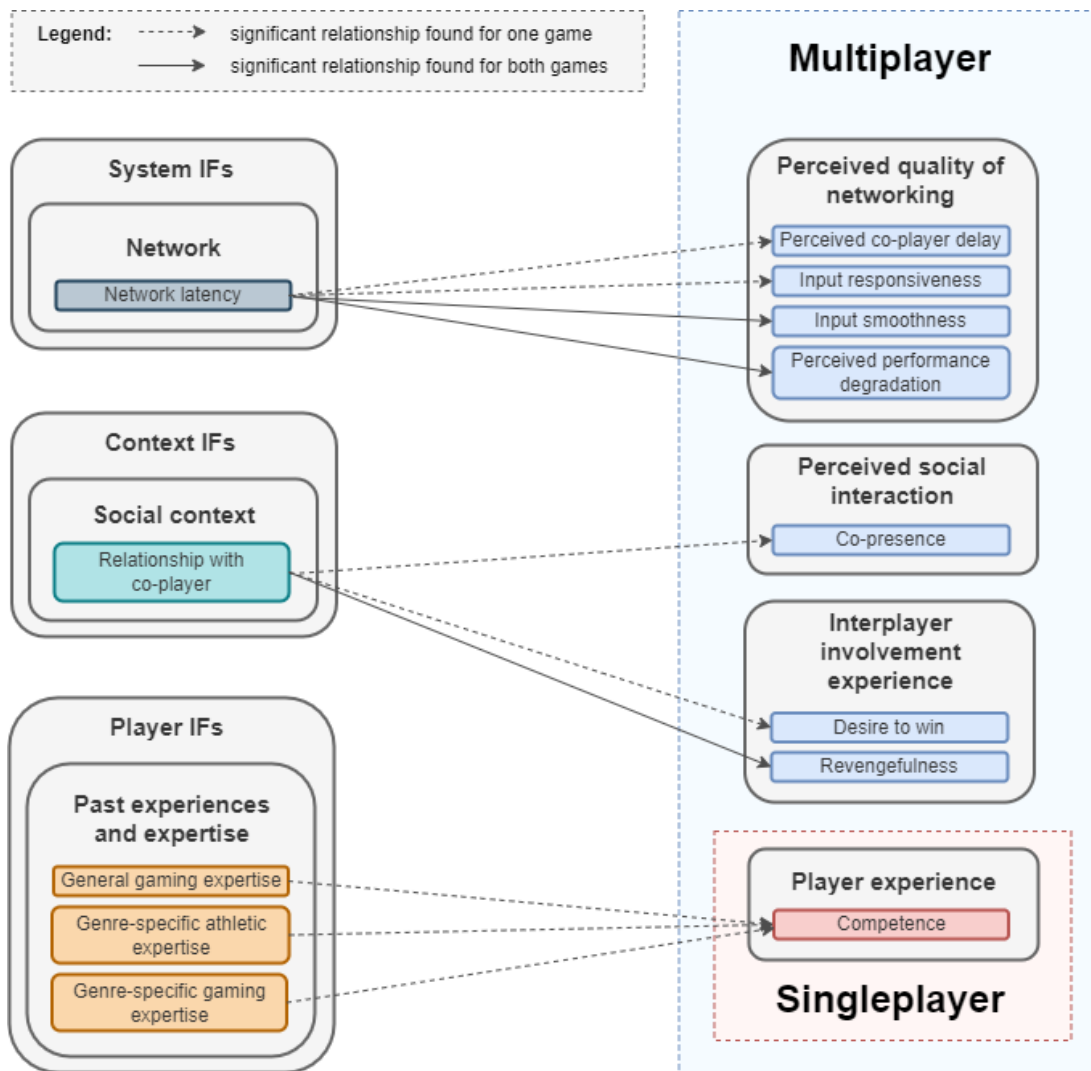 Legend:
significant relationship found for one game
significant relationship found for both games
Multiplayer
System IFs
Network
Network latency
Perceived quality of
networking
Perceived co-player delay
Input responsiveness
Input smoothness
Perceived performance
degradation
Context IFs
Social context
Relationship with
co-player
Perceived social
interaction
Co-presence
Interplayer
involvement
experience
Desire to win
Revengefulness
Player IFs
Past experiences
and expertise
General gaming expertise
Genre-specific athletic
expertise
Genre-specific gaming
expertise
Player experience
Competence
Singleplayer